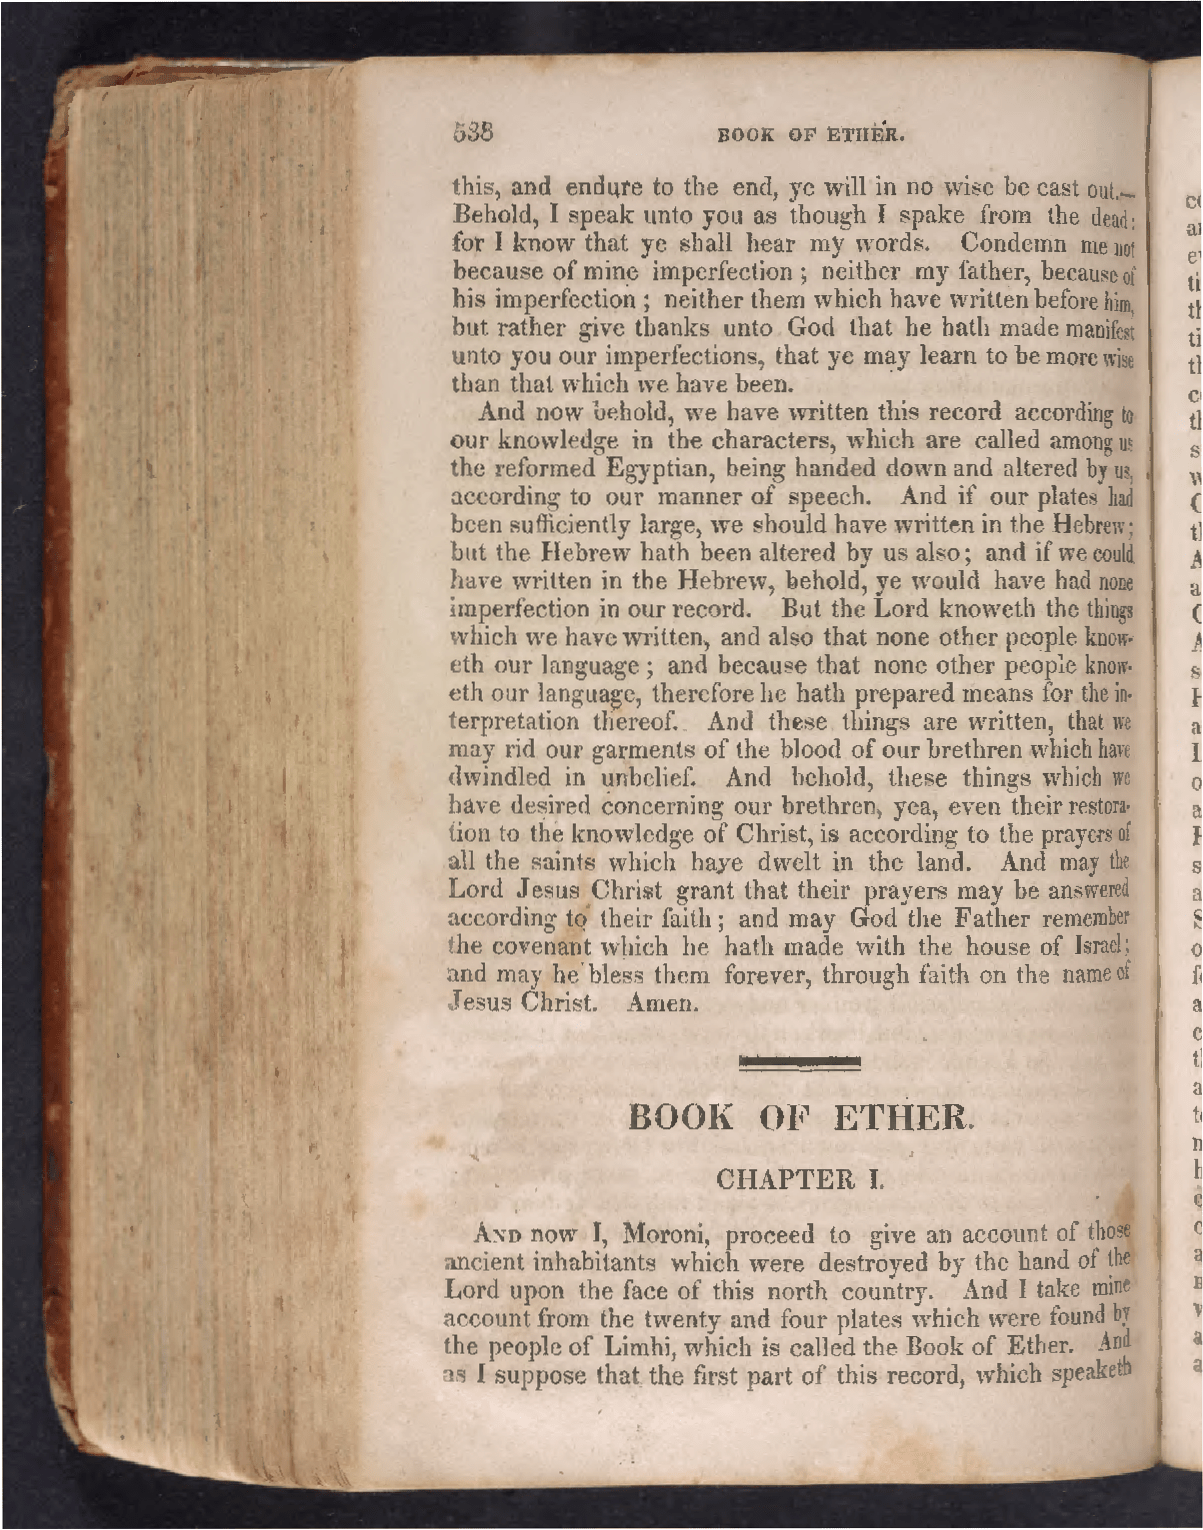 538 BOOK OF ETHER.
this, and endure to the end, ye will in no wise be cast out.—
Behold, I speak unto you as though I spake from the dead;
for I know that ye shall hear my words. Condemn me not
because of mine imperfection; neither my father, because of
his imperfection; neither them which have written before him,
but rather give thanks unto God that he hath made manifest
unto you our imperfections, that ye may learn to be more wise
than that which we have been.
And now behold, we have written this record according to
our knowledge in the characters, which are called among us
the reformed Egyptian, being handed down and altered by us,
according to our manner of speech. And if our plates had
been sufficiently large, we should have written in the Hebrew;
but the Hebrew hath been altered by us also; and if we could
have written in the Hebrew, behold, ye would have had none
imperfection in our record. But the Lord knoweth the things
which we have written, and also that none other people know-
eth our language; and because that none other people know-
eth our language, therefore he hath prepared means for the in-
terpretation thereof. And these things are written, that we
may rid our garments of the blood of our brethren which have
dwindled in unbelief. And behold, these things which we
have desired concerning our brethren, yea, even their restora-
tion to the knowledge of Christ, is according to the prayers of
all the saints which have dwelt in the land. And may the
Lord Jesus Christ grant that their prayers may be answered
according to their faith; and may God the Father remember
the covenant which he hath made with the house of Israel;
and may he bless them forever, through faith on the name of
Jesus Christ. Amen.
BOOK OF ETHER.
CHAPTER I.
AND now I, Moroni, proceed to give an account of those
ancient inhabitants which were destroyed by the hand of the
Lord upon the face of this north country. And I take mine
account from the twenty and four plates which were found by
the people of Limhi, which is called the Book of Ether. And
as I suppose that the first part of this record, which speaketh